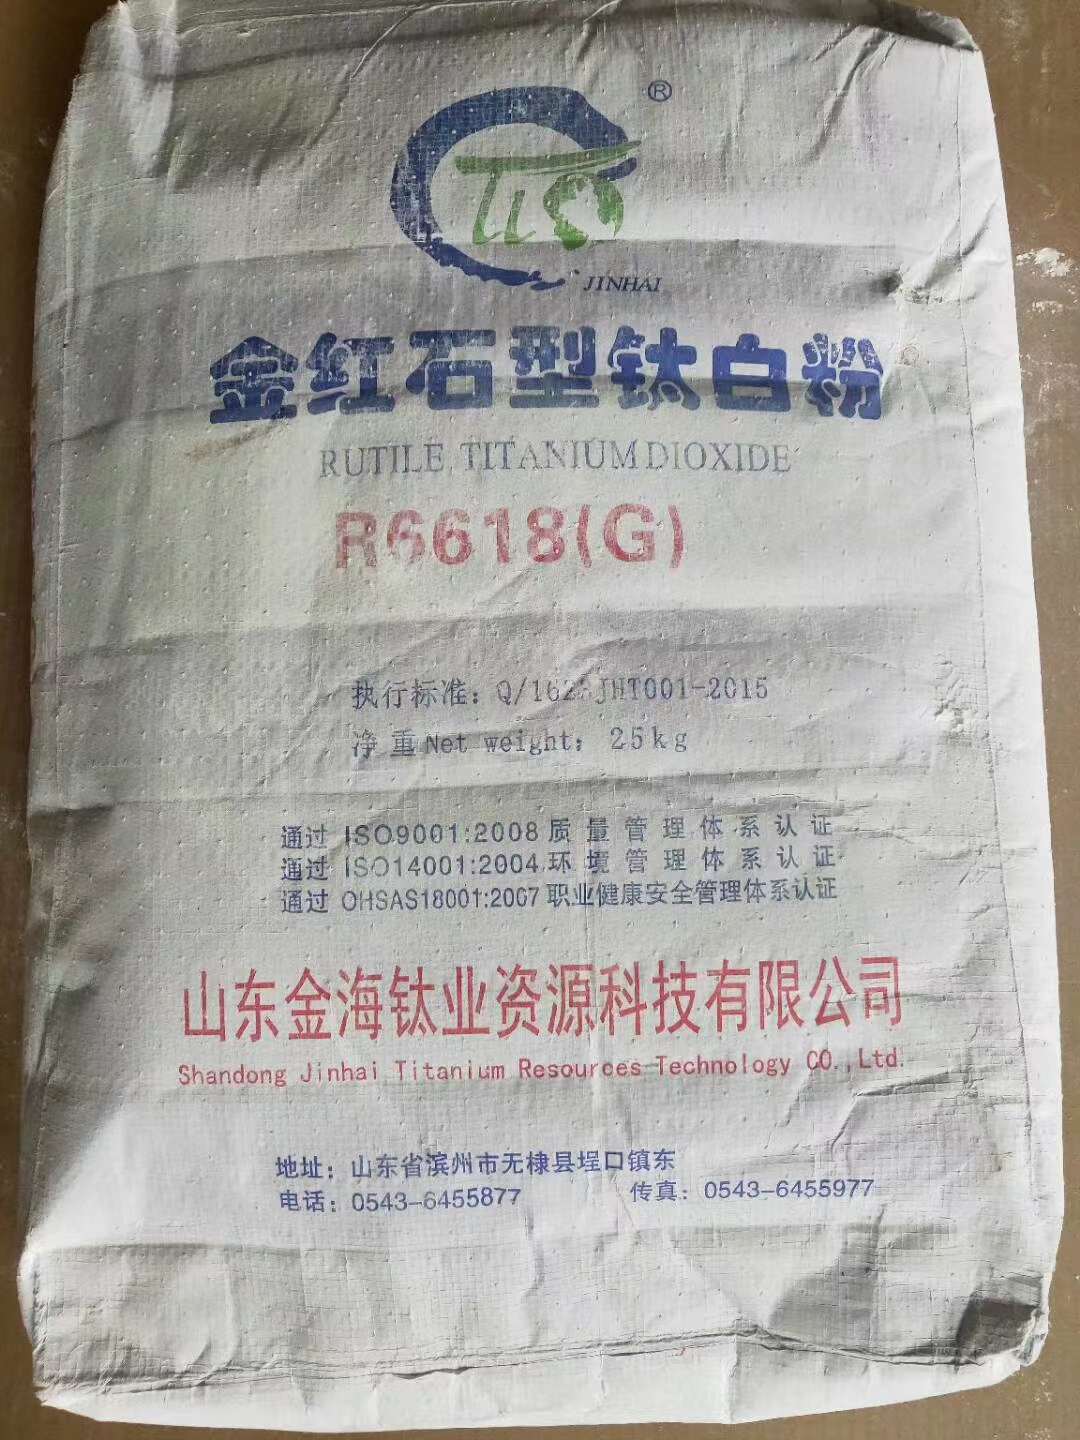 ®
TiO
JINHAI
金红石型钛白粉
RUTILE TITANIUM DIOXIDE
R6618(G)
执行标准：Q/1623JHT001-2015
净重Net weight：25kg
通过 ISO9001:2008质量管理体系认证
通过 ISO14001:2004环境管理体系认证
通过 OHSAS18001:2007职业健康安全管理体系认证
山东金海钛业资源科技有限公司
Shandong Jinhai Titanium Resources Technology CO.,Ltd.
地址：山东省滨州市无棣县埕口镇东
电话：0543-6455877 传真：0543-6455977